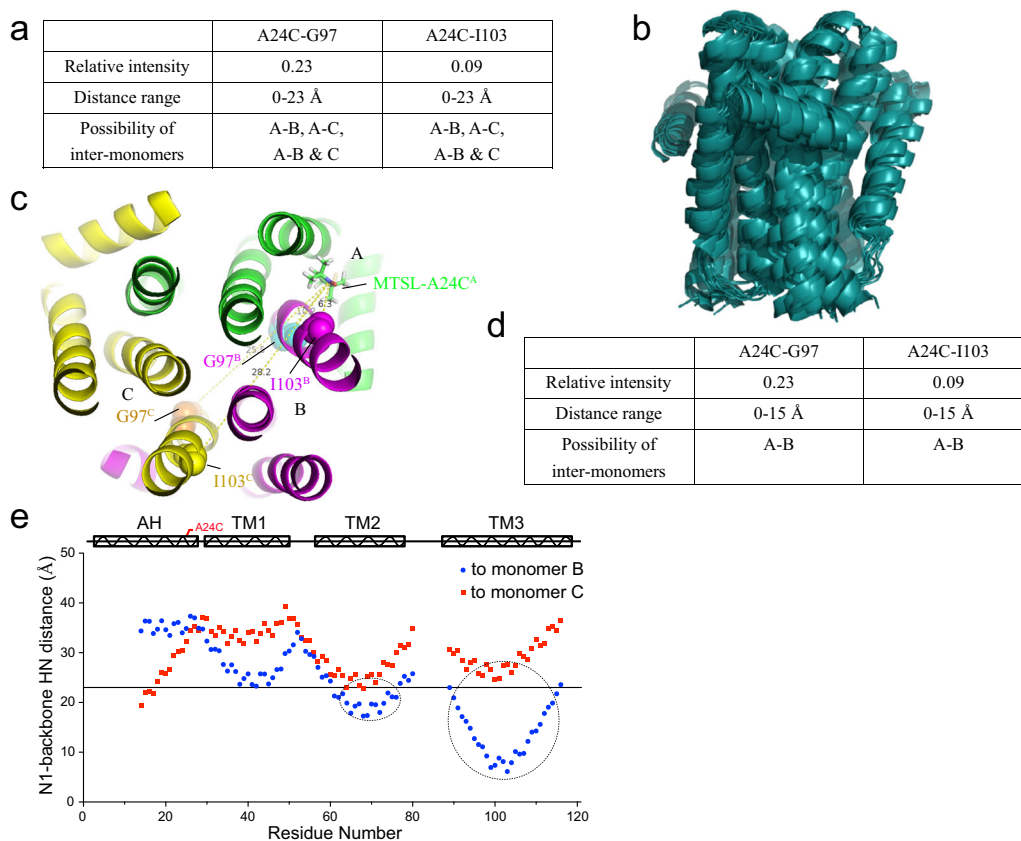 a
A24C-G97 A24C-I103
Relative intensity 0.23 0.09
Distance range 0-23 Å 0-23 Å
Possibility of inter-monomers A-B, A-C, A-B & C A-B, A-C, A-B & C
b
c
A
MTSL-A24C^A
6.3
25.5
28.2
G97^B
I103^B
B
C
G97^C
I103^C
d
A24C-G97 A24C-I103
Relative intensity 0.23 0.09
Distance range 0-15 Å 0-15 Å
Possibility of inter-monomers A-B A-B
e
AH A24C TM1 TM2 TM3
to monomer B
to monomer C
N1-backbone HN distance (Å)
50
40
30
20
10
0
0 20 40 60 80 100 120
Residue Number